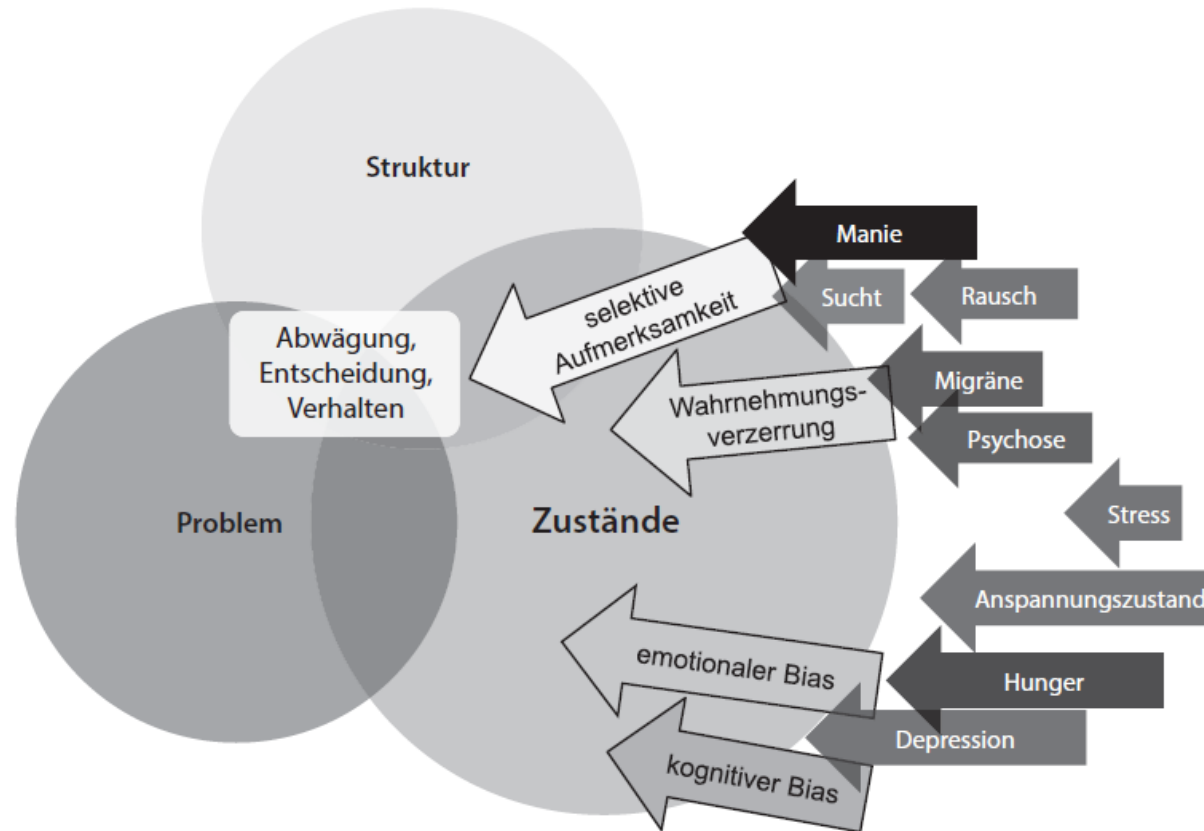 Struktur
Manie
selektive
Aufmerksamkeit
Sucht
Rausch
Abwägung,
Entscheidung,
Verhalten
Migräne
Wahrnehmungs-
verzerrung
Psychose
Problem
Zustände
Stress
Anspannungszustand
emotionaler Bias
Hunger
Depression
kognitiver Bias